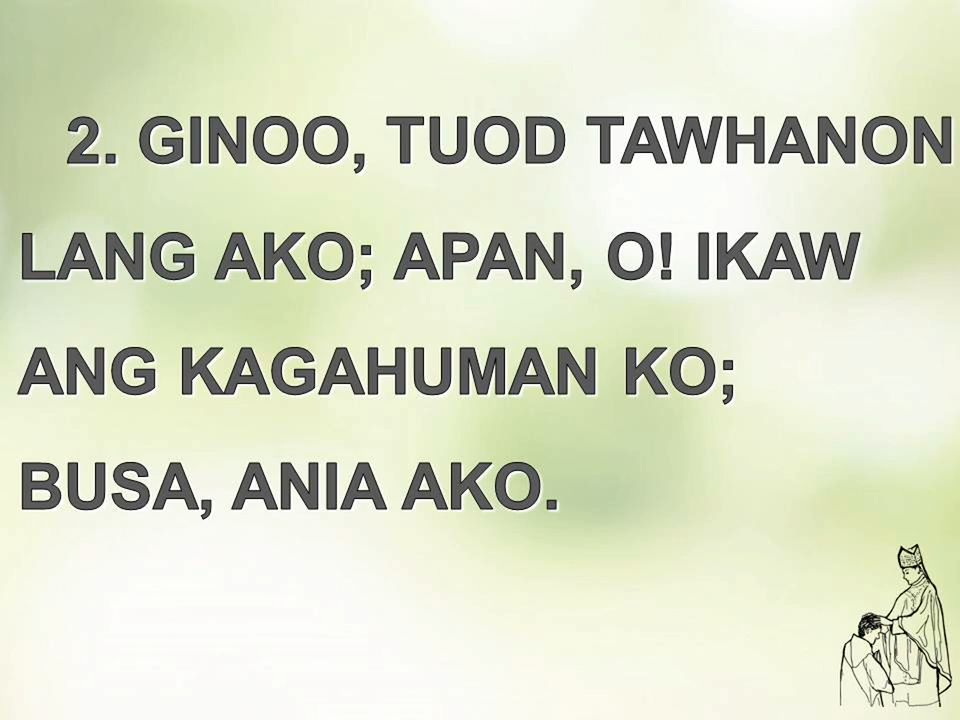 2. GINOO, TUOD TAWHANON
LANG AKO; APAN, O! IKAW
ANG KAGAHUMAN KO;
BUSA, ANIA AKO.